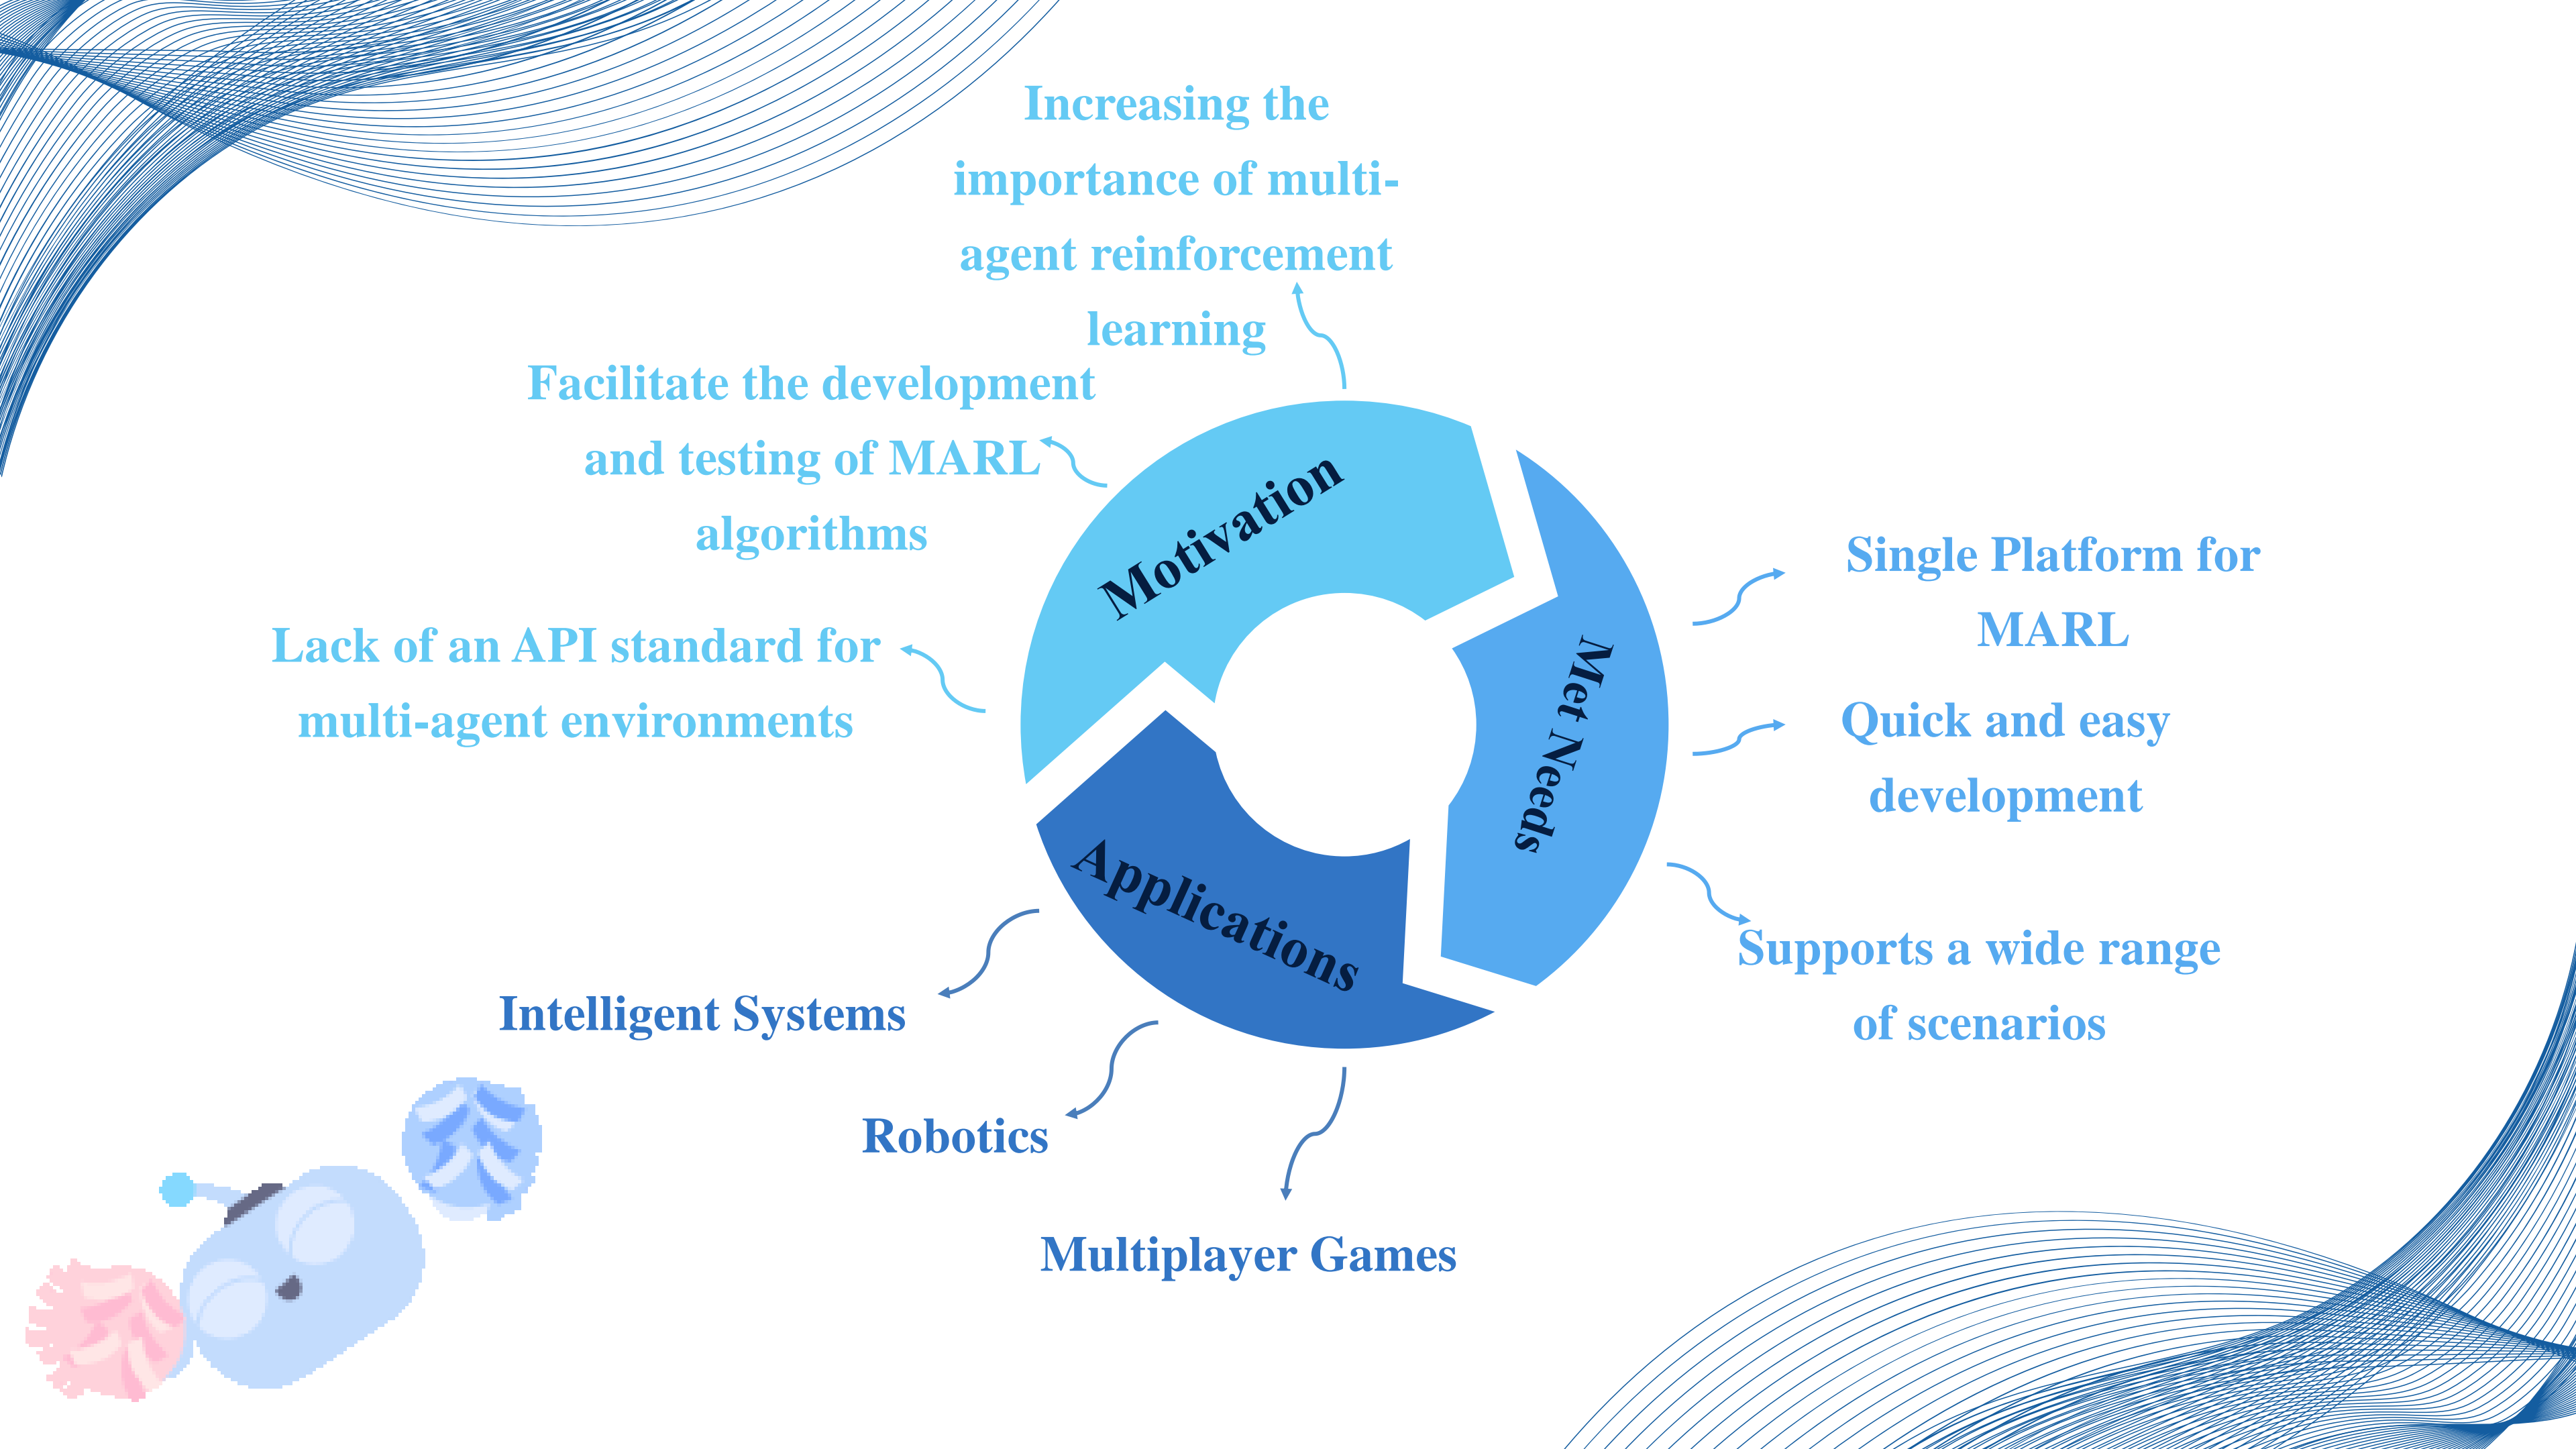 Increasing the
importance of multi-
agent reinforcement
learning
Facilitate the development
and testing of MARL
algorithms
Lack of an API standard for
multi-agent environments
Motivation
Met Needs
Applications
Single Platform for
MARL
Quick and easy
development
Supports a wide range
of scenarios
Intelligent Systems
Robotics
Multiplayer Games